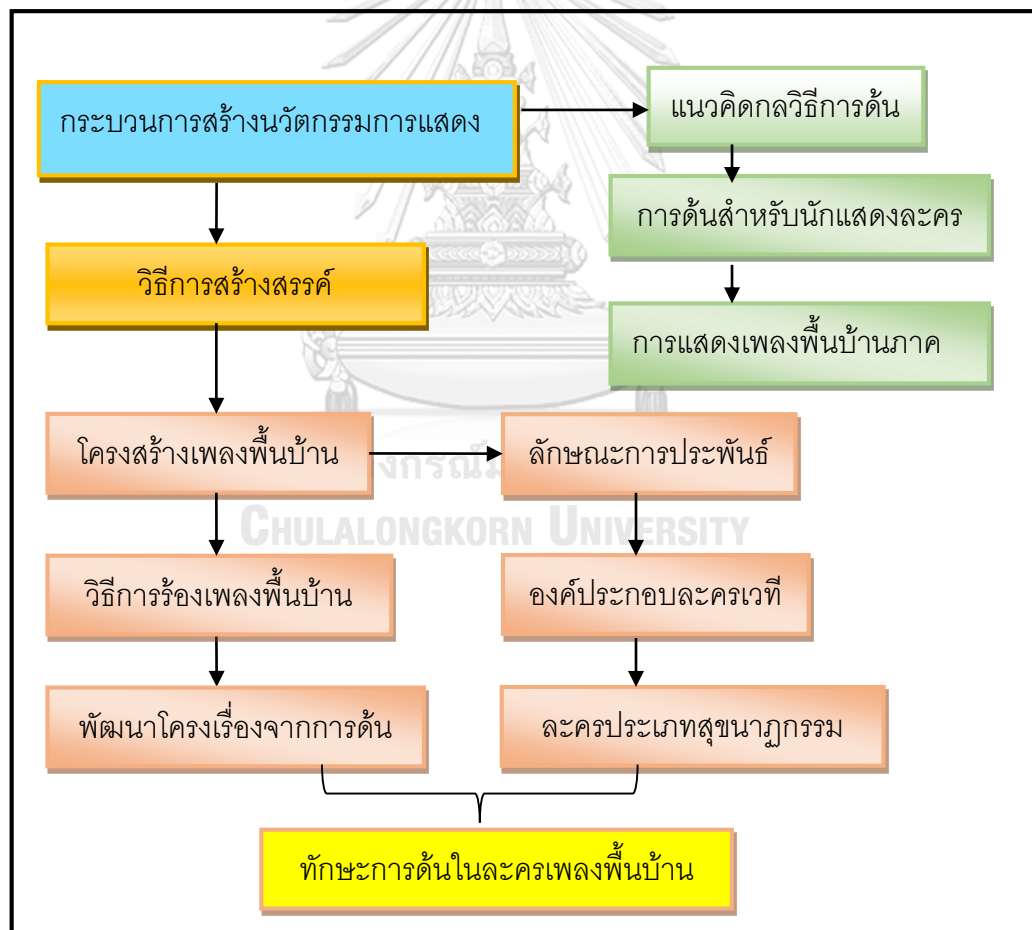 กระบวนการสร้างนวัตกรรมการแสดง
แนวคิดกลวิธีการด้น
การด้นสำหรับนักแสดงละคร
วิธีการสร้างสรรค์
การแสดงเพลงพื้นบ้านภาค
โครงสร้างเพลงพื้นบ้าน
ลักษณะการประพันธ์
CHULALONGKORN UNIVERSITY
วิธีการร้องเพลงพื้นบ้าน
องค์ประกอบละครเวที
พัฒนาโครงเรื่องจากการด้น
ละครประเภทสุขนาฏกรรม
ทักษะการด้นในละครเพลงพื้นบ้าน